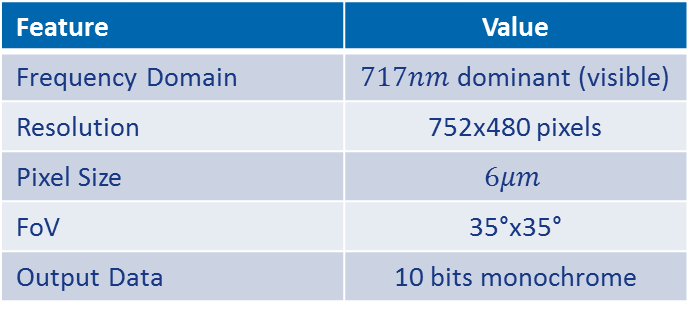 Feature Value
Frequency Domain 717nm dominant (visible)
Resolution 752x480 pixels
Pixel Size 6μm
FoV 35°x35°
Output Data 10 bits monochrome